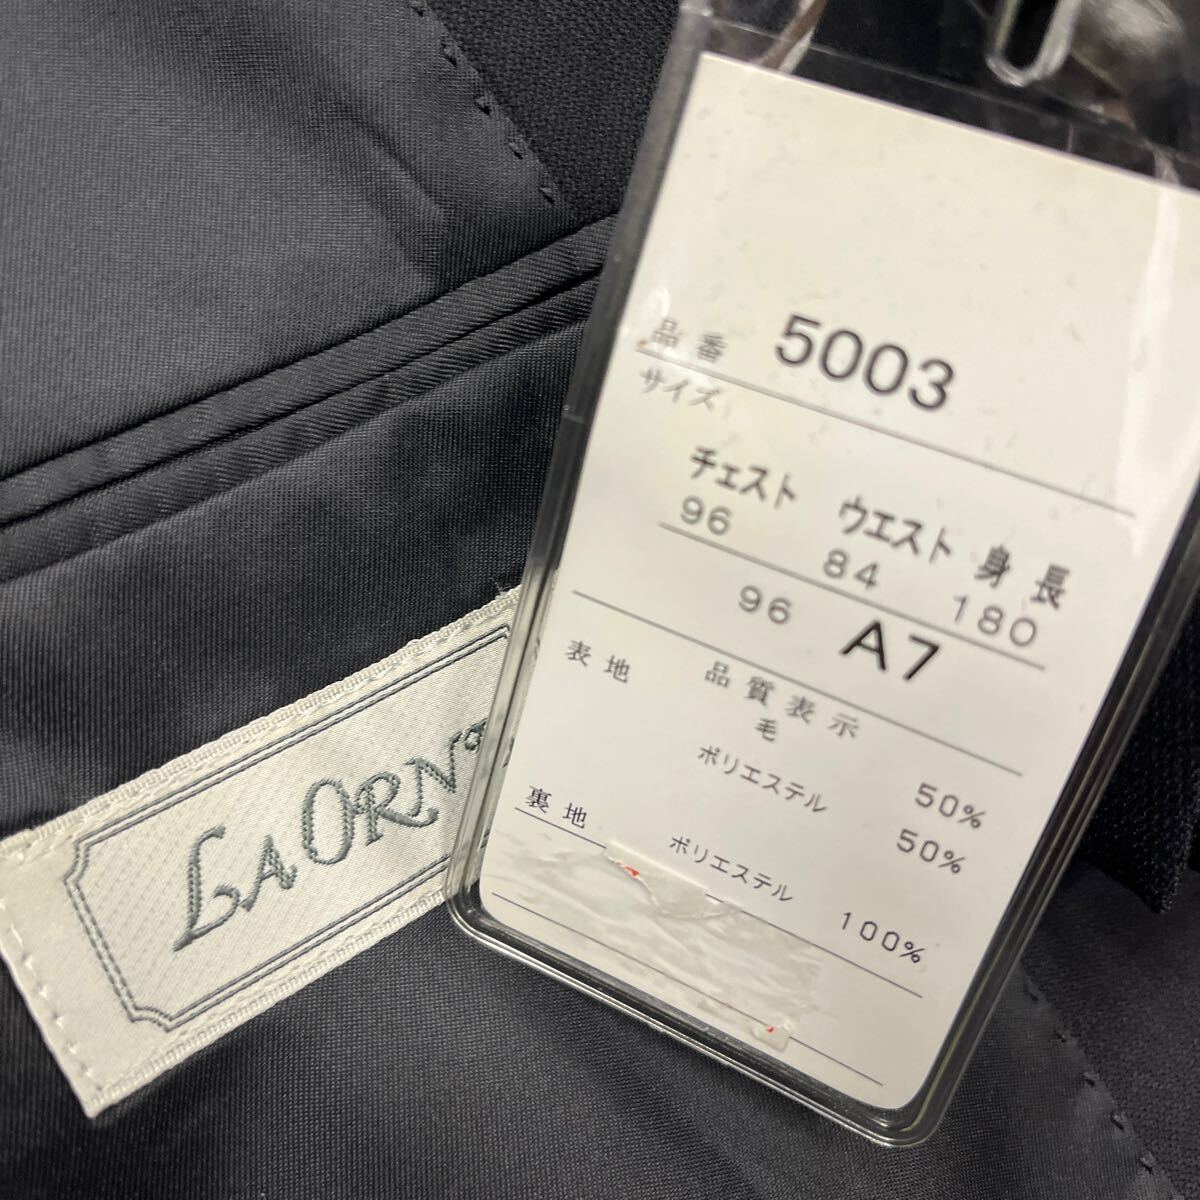 品番 5003
サイズ
チェスト ウエスト 身長
96 84 180
96 A7
品質表示
表地 毛 50%
ポリエステル 50%
裏地 ポリエステル 100%
LA ORN